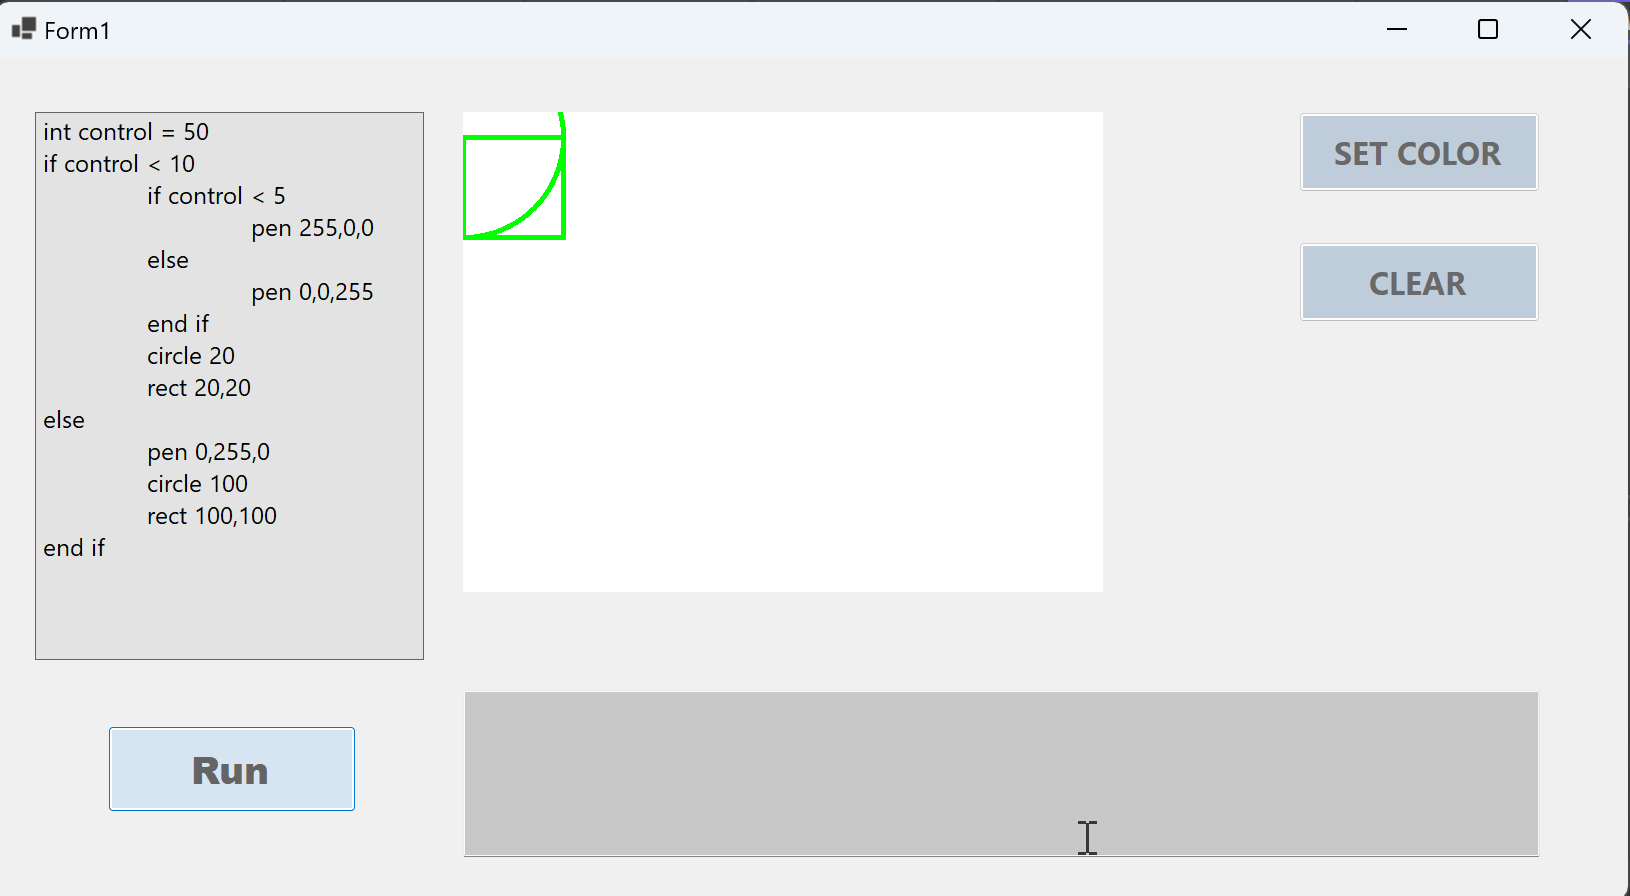 Form1
int control = 50
if control < 10
if control < 5
pen 255,0,0
else
pen 0,0,255
end if
circle 20
rect 20,20
else
pen 0,255,0
circle 100
rect 100,100
end if
SET COLOR
CLEAR
Run